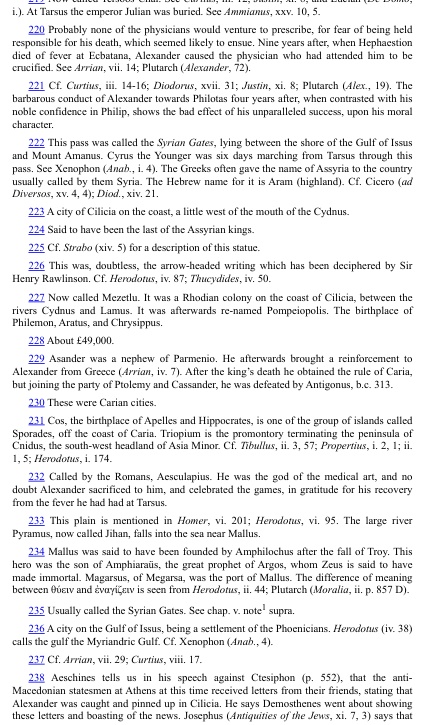 219 Now called Tersoos Chai. See Curtius, iii. 12; Justin, xi. 8; and Lucian (De Domo,
i.). At Tarsus the emperor Julian was buried. See Ammianus, xxv. 10, 5.
220 Probably none of the physicians would venture to prescribe, for fear of being held
responsible for his death, which seemed likely to ensue. Nine years after, when Hephaestion
died of fever at Ecbatana, Alexander caused the physician who had attended him to be
crucified. See Arrian, vii. 14; Plutarch (Alexander, 72).
221 Cf. Curtius, iii. 14-16; Diodorus, xvii. 31; Justin, xi. 8; Plutarch (Alex., 19). The
barbarous conduct of Alexander towards Philotas four years after, when contrasted with his
noble confidence in Philip, shows the bad effect of his unparalleled success, upon his moral
character.
222 This pass was called the Syrian Gates, lying between the shore of the Gulf of Issus
and Mount Amanus. Cyrus the Younger was six days marching from Tarsus through this
pass. See Xenophon (Anab., i. 4). The Greeks often gave the name of Assyria to the country
usually called by them Syria. The Hebrew name for it is Aram (highland). Cf. Cicero (ad
Diversos, xv. 4, 4); Diod., xiv. 21.
223 A city of Cilicia on the coast, a little west of the mouth of the Cydnus.
224 Said to have been the last of the Assyrian kings.
225 Cf. Strabo (xiv. 5) for a description of this statue.
226 This was, doubtless, the arrow-headed writing which has been deciphered by Sir
Henry Rawlinson. Cf. Herodotus, iv. 87; Thucydides, iv. 50.
227 Now called Mezetlu. It was a Rhodian colony on the coast of Cilicia, between the
rivers Cydnus and Lamus. It was afterwards re-named Pompeiopolis. The birthplace of
Philemon, Aratus, and Chrysippus.
228 About £49,000.
229 Asander was a nephew of Parmenio. He afterwards brought a reinforcement to
Alexander from Greece (Arrian, iv. 7). After the king's death he obtained the rule of Caria,
but joining the party of Ptolemy and Cassander, he was defeated by Antigonus, b.c. 313.
230 These were Carian cities.
231 Cos, the birthplace of Apelles and Hippocrates, is one of the group of islands called
Sporades, off the coast of Caria. Triopium is the promontory terminating the peninsula of
Cnidus, the south-west headland of Asia Minor. Cf. Tibullus, ii. 3, 57; Propertius, i. 2, 1; ii.
1, 5; Herodotus, i. 174.
232 Called by the Romans, Aesculapius. He was the god of the medical art, and no
doubt Alexander sacrificed to him, and celebrated the games, in gratitude for his recovery
from the fever he had had at Tarsus.
233 This plain is mentioned in Homer, vi. 201; Herodotus, vi. 95. The large river
Pyramus, now called Jihan, falls into the sea near Mallus.
234 Mallus was said to have been founded by Amphilochus after the fall of Troy. This
hero was the son of Amphiaraüs, the great prophet of Argos, whom Zeus is said to have
made immortal. Magarsus, of Megarsa, was the port of Mallus. The difference of meaning
between θύειν and ἐναγίζειν is seen from Herodotus, ii. 44; Plutarch (Moralia, ii. p. 857 D).
235 Usually called the Syrian Gates. See chap. v. note1 supra.
236 A city on the Gulf of Issus, being a settlement of the Phoenicians. Herodotus (iv. 38)
calls the gulf the Myriandric Gulf. Cf. Xenophon (Anab., 4).
237 Cf. Arrian, vii. 29; Curtius, viii. 17.
238 Aeschines tells us in his speech against Ctesiphon (p. 552), that the anti-
Macedonian statesmen at Athens at this time received letters from their friends, stating that
Alexander was caught and pinned up in Cilicia. He says Demosthenes went about showing
these letters and boasting of the news. Josephus (Antiquities of the Jews, xi. 7, 3) says that